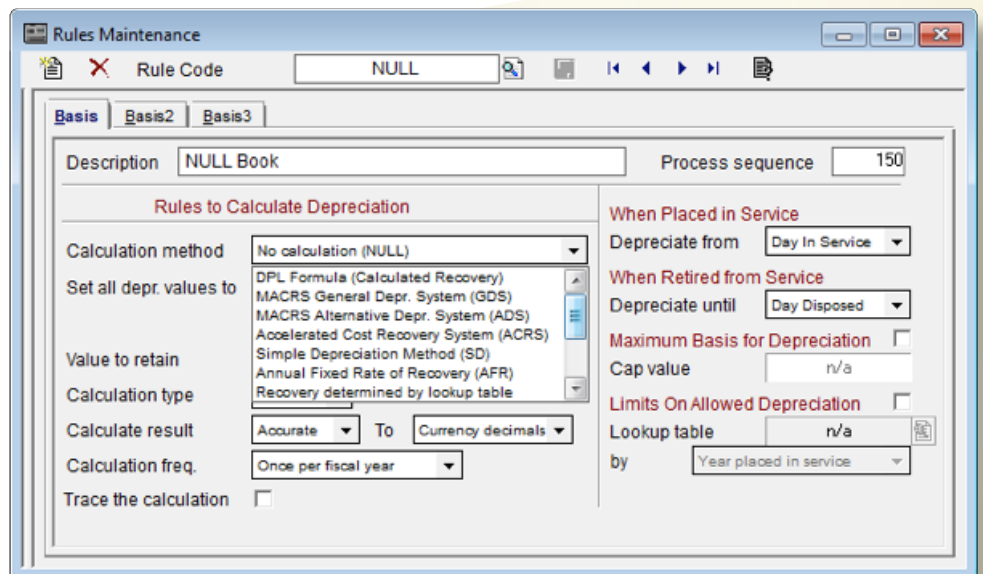 Rules Maintenance
Rule Code NULL
Basis Basis2 Basis3
Description NULL Book Process sequence 150
Rules to Calculate Depreciation
When Placed in Service
Calculation method No calculation (NULL)
Depreciate from Day In Service
DPL Formula (Calculated Recovery)
MACRS General Depr. System (GDS)
MACRS Alternative Depr. System (ADS)
Accelerated Cost Recovery System (ACRS)
Simple Depreciation Method (SD)
Annual Fixed Rate of Recovery (AFR)
Recovery determined by lookup table
Set all depr. values to
When Retired from Service
Depreciate until Day Disposed
Maximum Basis for Depreciation
Value to retain
Cap value n/a
Calculation type
Limits On Allowed Depreciation
Calculate result Accurate To Currency decimals
Lookup table n/a
Calculation freq. Once per fiscal year
by Year placed in service
Trace the calculation